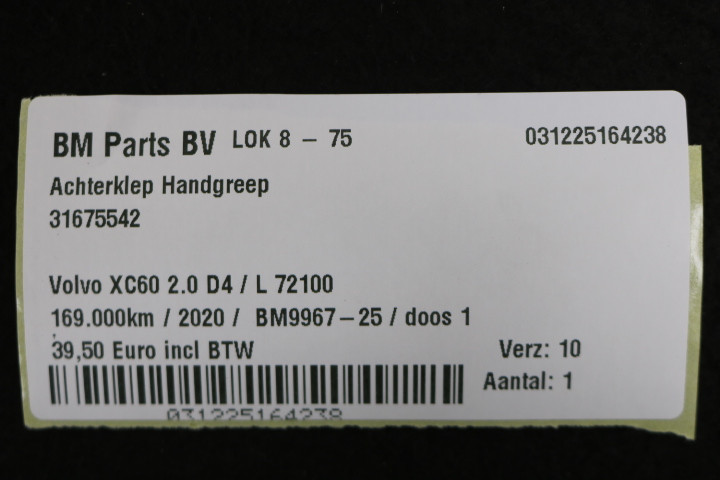 BM Parts BV LOK 8 - 75 031225164238
Achterklep Handgreep
31675542
Volvo XC60 2.0 D4 / L 72100
169.000km / 2020 / BM9967-25 / doos 1
39,50 Euro incl BTW Verz: 10
Aantal: 1
031225164238